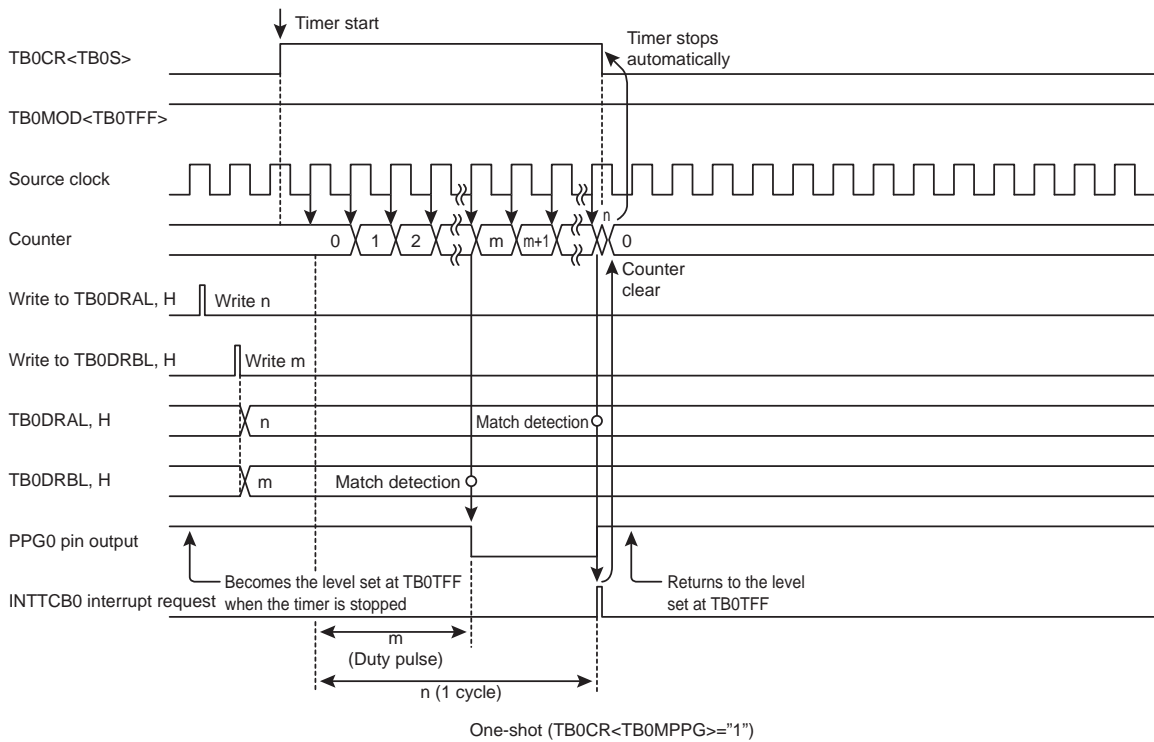 Timer start
TB0CR<TB0S>
Timer stops
automatically
TB0MOD<TB0TFF>
Source clock
Counter
0 1 2 m m+1 n 0
Counter
clear
Write to TB0DRAL, H
Write n
Write to TB0DRBL, H
Write m
TB0DRAL, H
n
Match detection
TB0DRBL, H
m
Match detection
PPG0 pin output
Becomes the level set at TB0TFF
when the timer is stopped
Returns to the level
set at TB0TFF
INTTCB0 interrupt request
m
(Duty pulse)
n (1 cycle)
One-shot (TB0CR<TB0MPPG>=”1”)